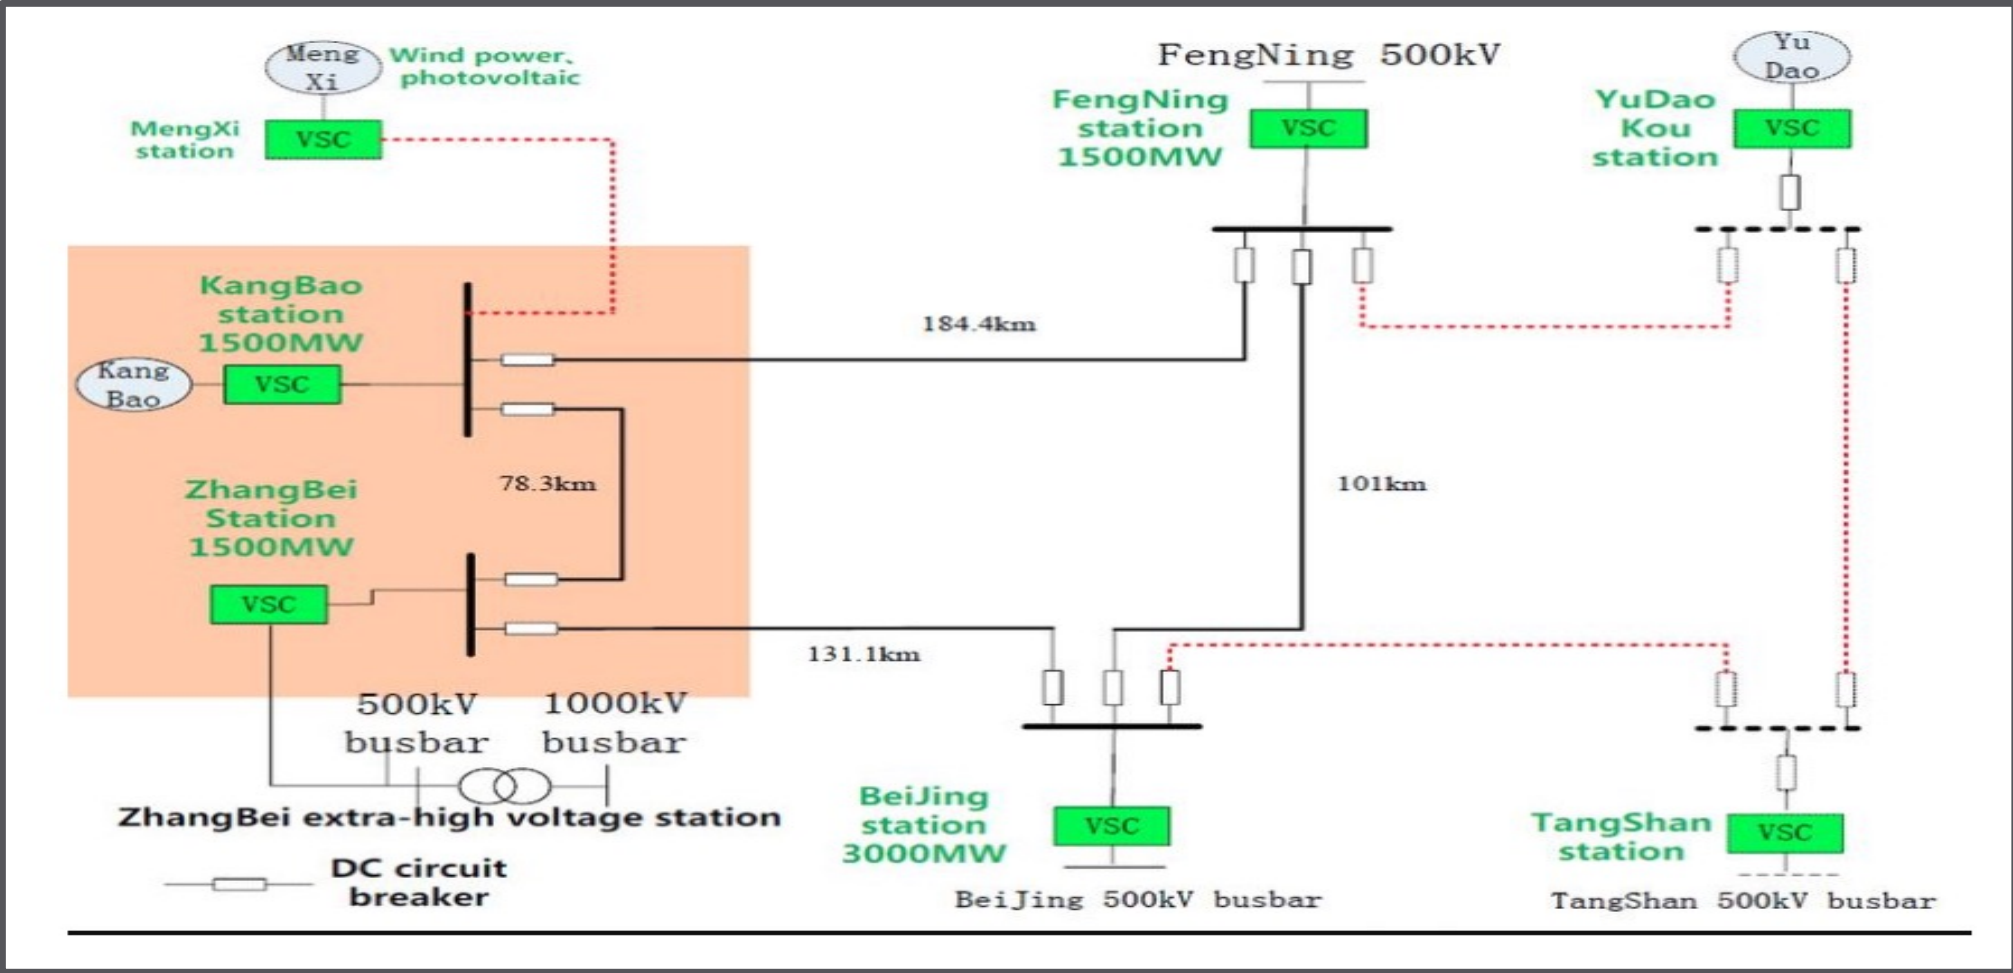 Meng
Xi
Wind power、
photovoltaic
MengXi
station
VSC
FengNing 500kV
FengNing
station
1500MW
VSC
Yu
Dao
YuDao
Kou
station
VSC
KangBao
station
1500MW
Kang
Bao
VSC
184.4km
78.3km
101km
ZhangBei
Station
1500MW
VSC
131.1km
500kV
busbar
1000kV
busbar
ZhangBei extra-high voltage station
DC circuit
breaker
BeiJing
station
3000MW
VSC
BeiJing 500kV busbar
TangShan
station
VSC
TangShan 500kV busbar